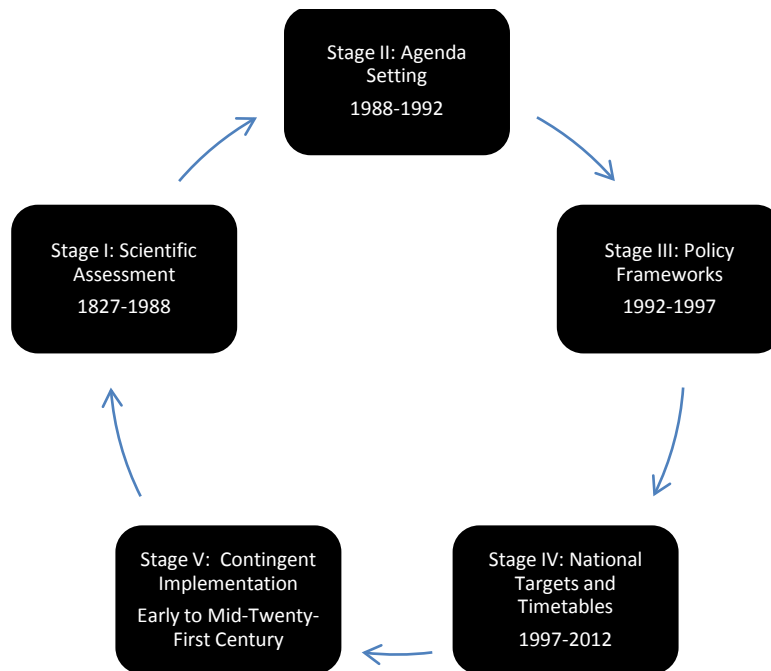 Stage II: Agenda
Setting
1988-1992
Stage I: Scientific
Assessment
1827-1988
Stage III: Policy
Frameworks
1992-1997
Stage V:  Contingent
Implementation
Early to Mid-Twenty-
First Century
Stage IV: National
Targets and
Timetables
1997-2012